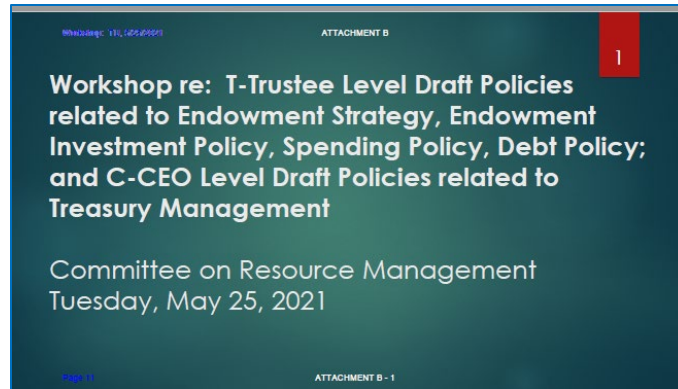 ATTACHMENT B
1
Workshop re: T-Trustee Level Draft Policies
related to Endowment Strategy, Endowment
Investment Policy, Spending Policy, Debt Policy;
and C-CEO Level Draft Policies related to
Treasury Management
Committee on Resource Management
Tuesday, May 25, 2021
Page 11
ATTACHMENT B - 1